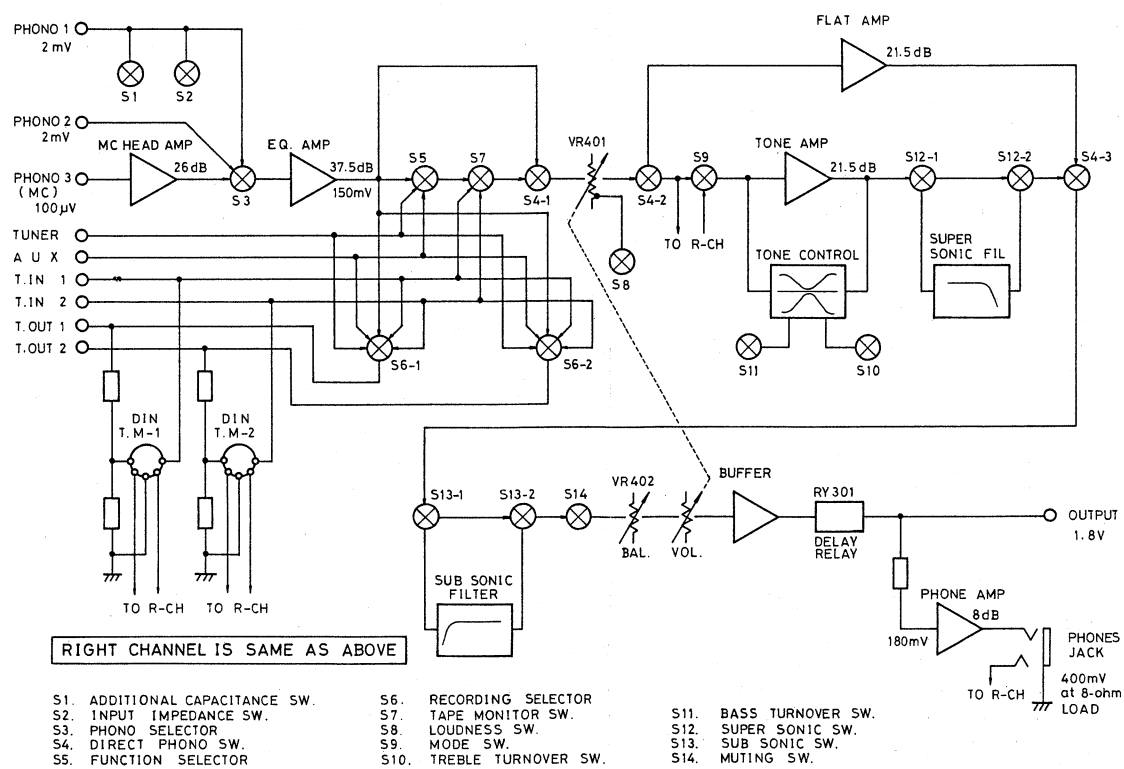 FLAT AMP
21.5dB
PHONO 1
2mV
S1
S2
PHONO 2
2mV
MC HEAD AMP
26dB
S3
EQ. AMP
37.5dB
150mV
S5
S7
S4-1
VR401
S4-2
S9
TONE AMP
21.5dB
S12-1
S12-2
S4-3
PHONO 3
(MC)
100μV
TO R-CH
S8
TUNER
AUX
T.IN 1
T.IN 2
T.OUT 1
T.OUT 2
S6-1
S6-2
TONE CONTROL
S11
S10
SUPER
SONIC FIL
DIN
T.M-1
DIN
T.M-2
TO R-CH
TO R-CH
S13-1
S13-2
S14
VR402
BAL.
VOL.
BUFFER
RY301
DELAY
RELAY
OUTPUT
1.8V
SUB SONIC
FILTER
PHONE AMP
8dB
180mV
PHONES
JACK
TO R-CH
400mV
at 8-ohm
LOAD
RIGHT CHANNEL IS SAME AS ABOVE
S1. ADDITIONAL CAPACITANCE SW.
S2. INPUT IMPEDANCE SW.
S3. PHONO SELECTOR
S4. DIRECT PHONO SW.
S5. FUNCTION SELECTOR
S6. RECORDING SELECTOR
S7. TAPE MONITOR SW.
S8. LOUDNESS SW.
S9. MODE SW.
S10. TREBLE TURNOVER SW.
S11. BASS TURNOVER SW.
S12. SUPER SONIC SW.
S13. SUB SONIC SW.
S14. MUTING SW.